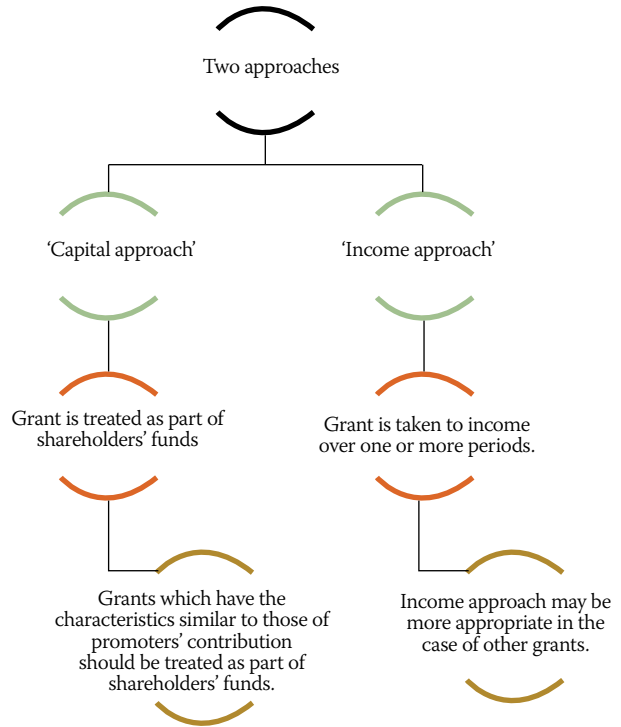 Two approaches
‘Capital approach’
‘Income approach’
Grant is treated as part of
shareholders’ funds
Grant is taken to income
over one or more periods.
Grants which have the
characteristics similar to those of
promoters’ contribution
should be treated as part of
shareholders’ funds.
Income approach may be
more appropriate in the
case of other grants.